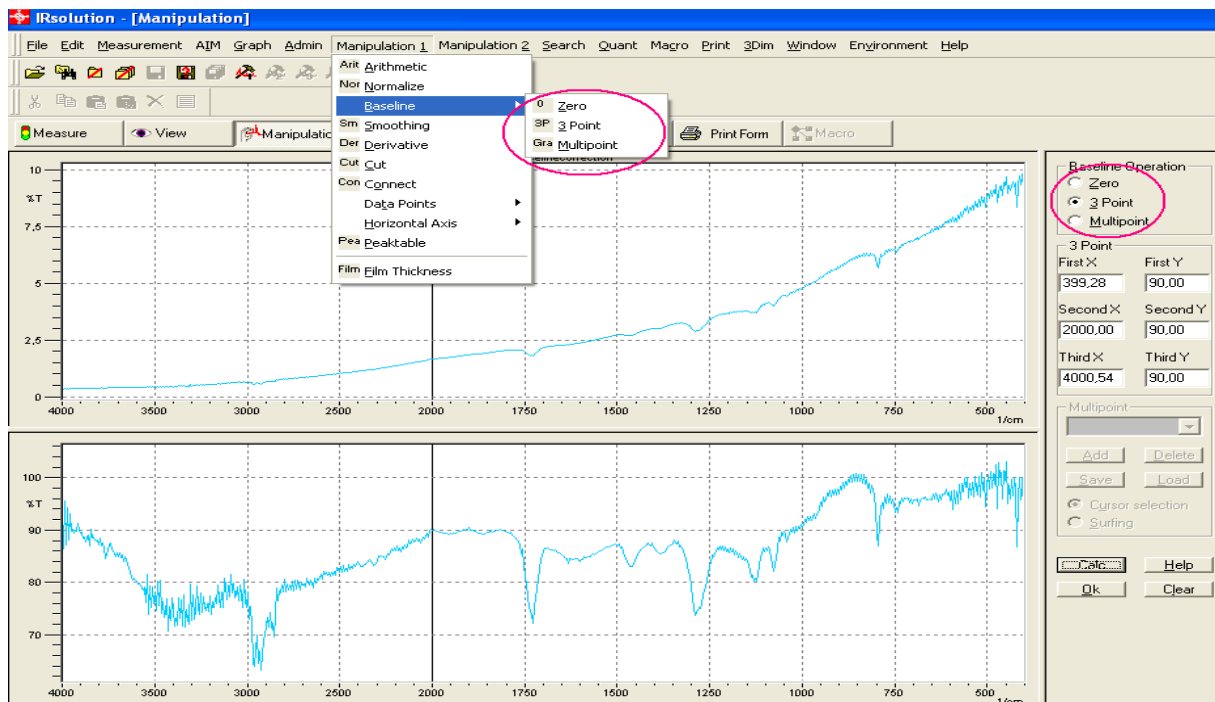 IRsolution - [Manipulation]
File Edit Measurement AIM Graph Admin Manipulation 1 Manipulation 2 Search Quant Macro Print 3Dim Window Environment Help
Arit Arithmetic
Nor Normalize
Baseline
0 Zero
Sm Smoothing
3P 3 Point
Der Derivative
Gra Multipoint
Cut Cut
Con Connect
Data Points
Horizontal Axis
Pea Peaktable
Film Film Thickness
Measure View Manipulatio Print Form Macro
elinecorrection
10
%T
7.5
5
2.5
0
4000 3500 3000 2500 2000 1750 1500 1250 1000 750 500
1/cm
100
%T
90
80
70
4000 3500 3000 2500 2000 1750 1500 1250 1000 750 500
Baseline Operation
Zero
3 Point
Multipoint
3 Point
First X First Y
399,28 90,00
Second X Second Y
2000,00 90,00
Third X Third Y
4000,54 90,00
Multipoint
Add Delete
Save Load
Cursor selection
Surfing
Calc Help
Ok Clear